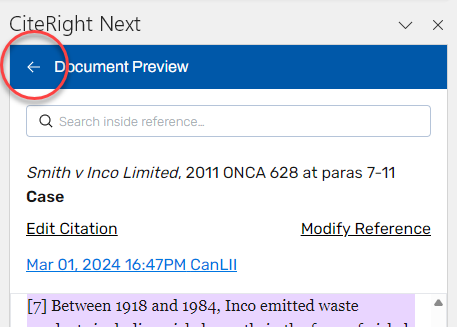 CiteRight Next
Document Preview
Search inside reference...
Smith v Inco Limited, 2011 ONCA 628 at paras 7-11
Case
Edit Citation Modify Reference
Mar 01, 2024 16:47PM CanLII
[7] Between 1918 and 1984, Inco emitted waste